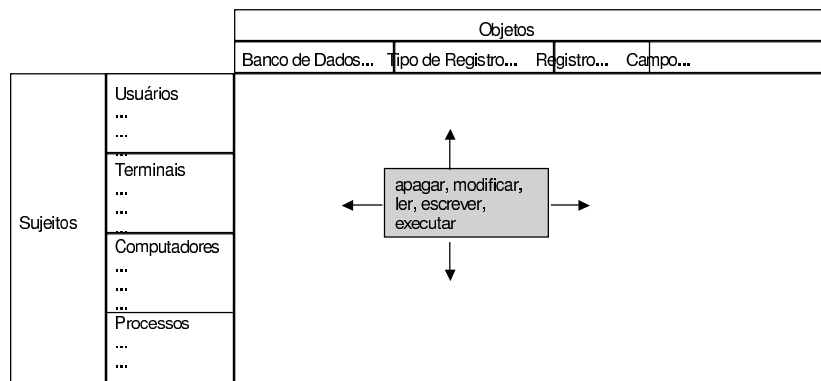 Objetos
Banco de Dados... Tipo de Registro... Registro... Campo...
Sujeitos
Usuários
...
...
...
Terminais
...
...
...
Computadores
...
...
...
Processos
...
...
apagar, modificar,
ler, escrever,
executar